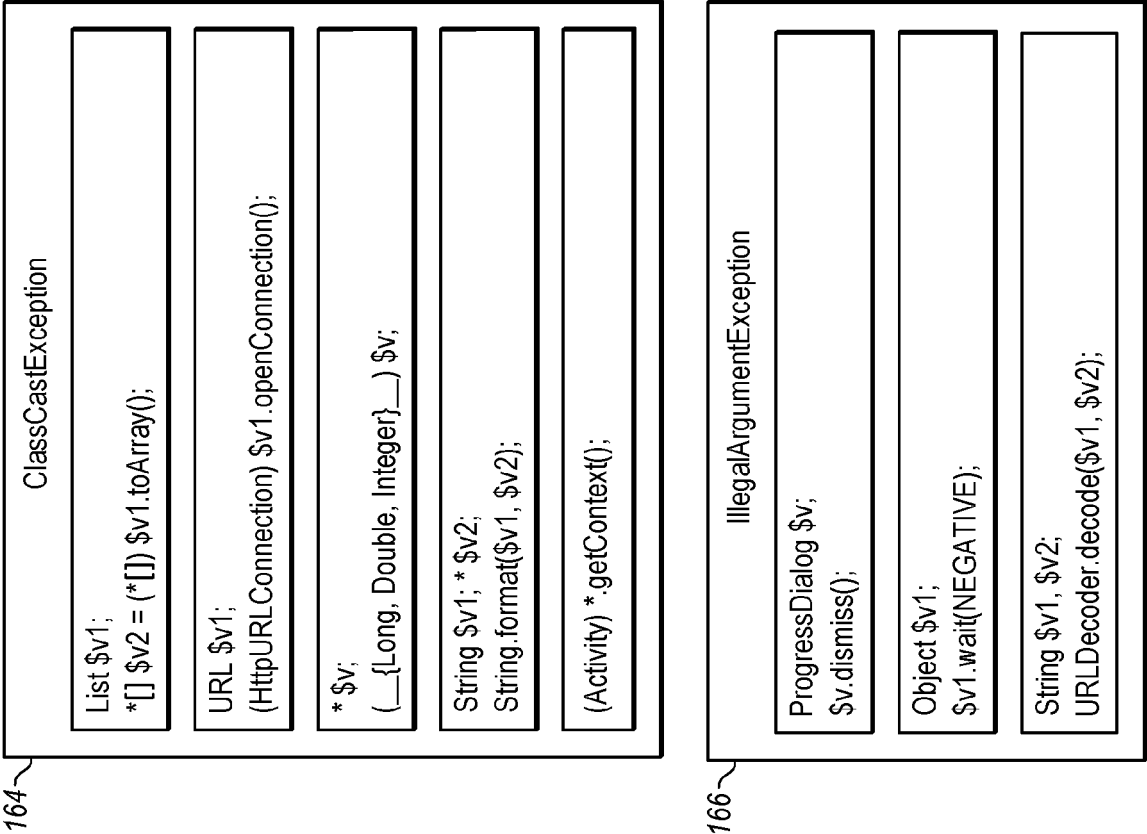 164
ClassCastException
List $v1;
*[] $v2 = (*[]) $v1.toArray();
URL $v1;
(HttpURLConnection) $v1.openConnection();
* $v;
(__{Long, Double, Integer}__) $v;
String $v1; * $v2;
String.format($v1, $v2);
(Activity) *.getContext();
166
IllegalArgumentException
ProgressDialog $v;
$v.dismiss();
Object $v1;
$v1.wait(NEGATIVE);
String $v1, $v2;
URLDecoder.decode($v1, $v2);